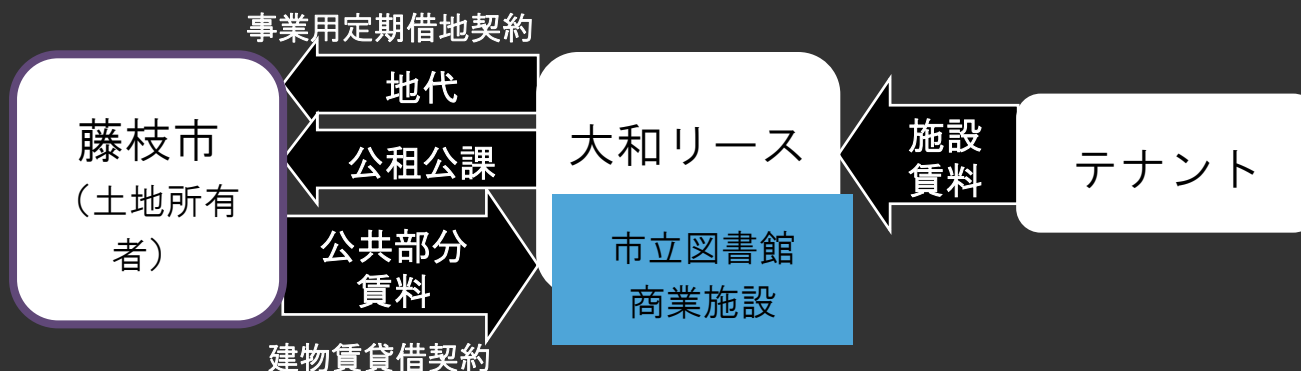 事業用定期借地契約
藤枝市
（土地所有
者）
地代
公租公課
公共部分
賃料
建物賃貸借契約
大和リース
市立図書館
商業施設
施設
賃料
テナント